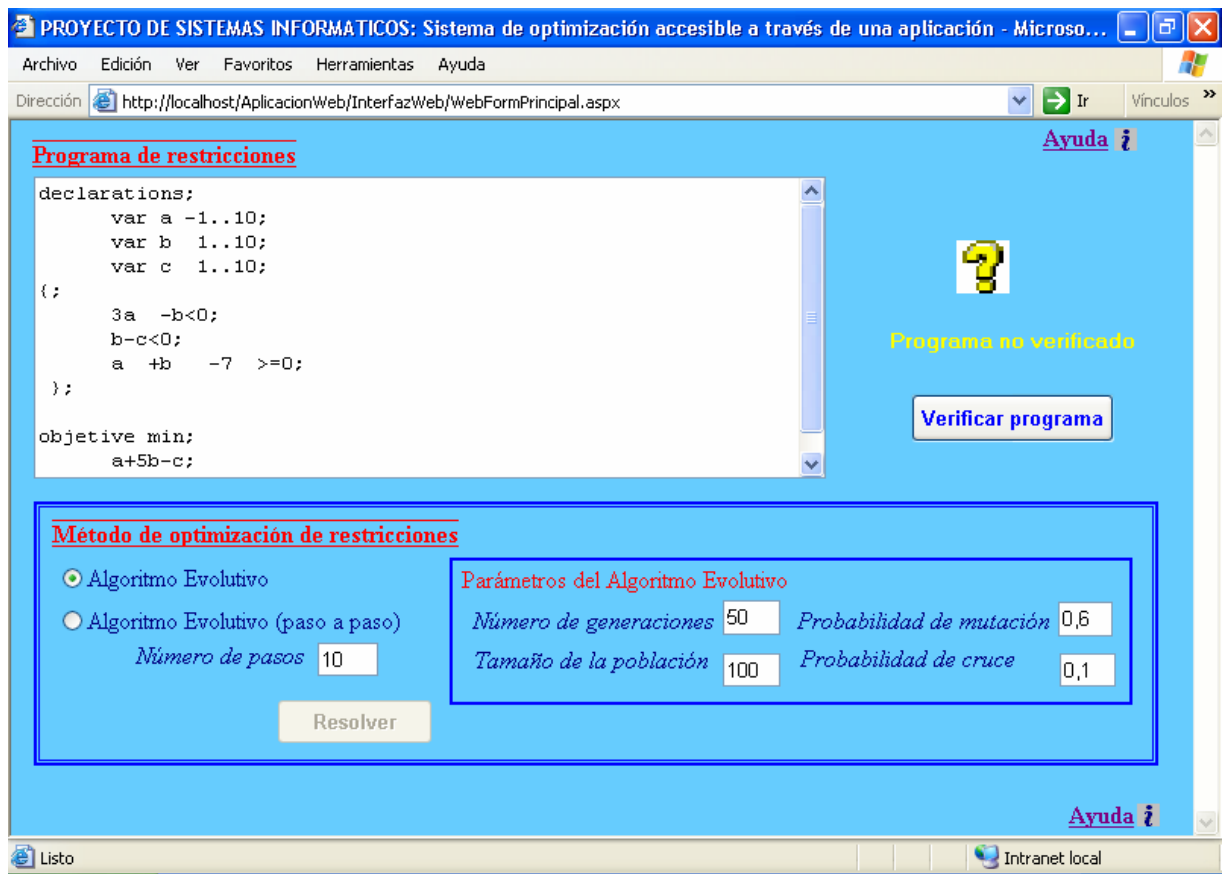 PROYECTO DE SISTEMAS INFORMATICOS: Sistema de optimización accesible a través de una aplicación - Microso...
Archivo Edición Ver Favoritos Herramientas Ayuda
Dirección http://localhost/AplicacionWeb/InterfazWeb/WebFormPrincipal.aspx Ir Vínculos »
Ayuda i
Programa de restricciones
declarations;
var a -1..10;
var b 1..10;
var c 1..10;
{;
3a -b<0;
b-c<0;
a +b -7 >=0;
};
objetive min;
a+5b-c;
?
Programa no verificado
Verificar programa
Método de optimización de restricciones
Algoritmo Evolutivo
Algoritmo Evolutivo (paso a paso)
Número de pasos 10
Resolver
Parámetros del Algoritmo Evolutivo
Número de generaciones 50 Probabilidad de mutación 0,6
Tamaño de la población 100 Probabilidad de cruce 0,1
Ayuda i
Listo Intranet local